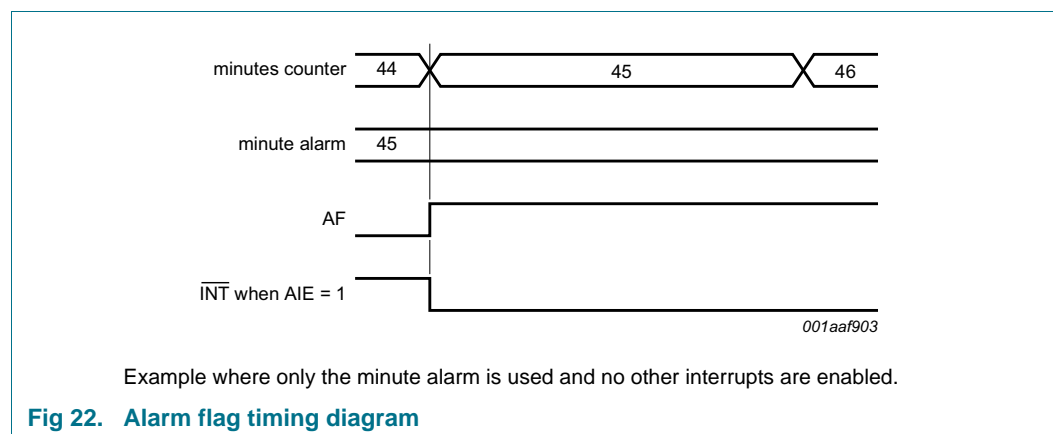 minutes counter 44 45 46
minute alarm 45
AF
INT when AIE = 1
001aaf903
Example where only the minute alarm is used and no other interrupts are enabled.
Fig 22. Alarm flag timing diagram